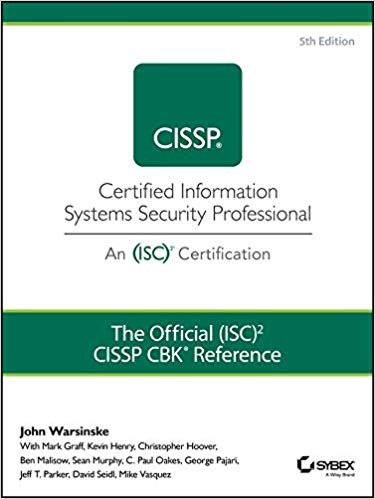 5th Edition
CISSP®
Certified Information
Systems Security Professional
An (ISC)²® Certification
The Official (ISC)²
CISSP CBK® Reference
John Warsinske
With Mark Graff, Kevin Henry, Christopher Hoover,
Ben Malisow, Sean Murphy, C. Paul Oakes, George Pajari,
Jeff T. Parker, David Seidl, Mike Vasquez
SYBEX
A Wiley Brand